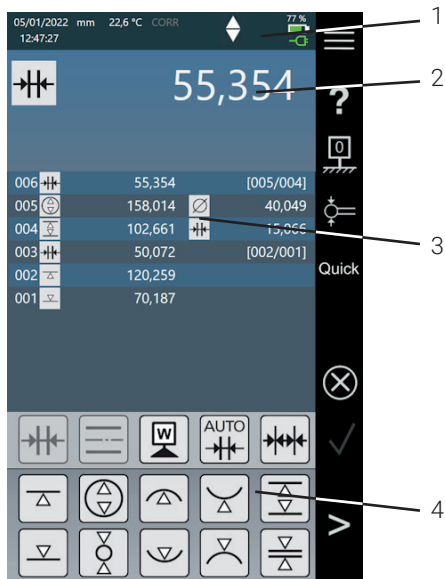 05/01/2022 mm 22,6 °C CORR 77 %
12:47:27
1
55,354
2
?
0
006 55,354 [005/004]
005 158,014 40,049
004 102,661 15,066
3
003 50,072 [002/001]
002 120,259
001 70,187
Quick
W
AUTO
4
>